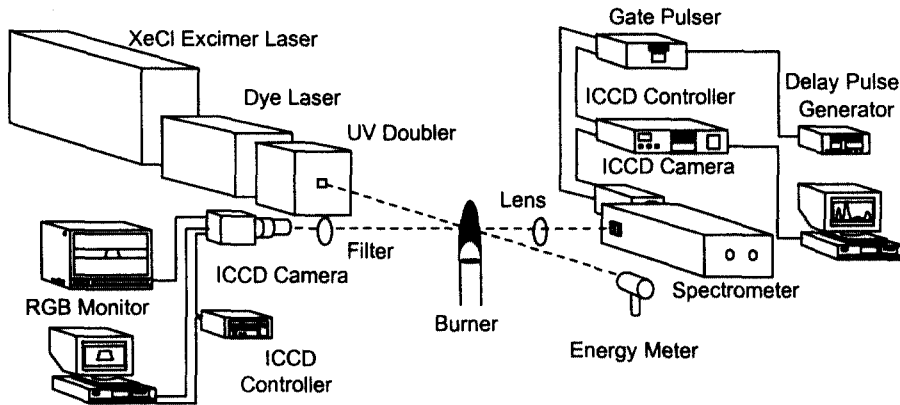 XeCl Excimer Laser
Dye Laser
UV Doubler
Gate Pulser
ICCD Controller
Delay Pulse
Generator
ICCD Camera
Lens
Filter
ICCD Camera
RGB Monitor
Burner
Spectrometer
Energy Meter
ICCD
Controller